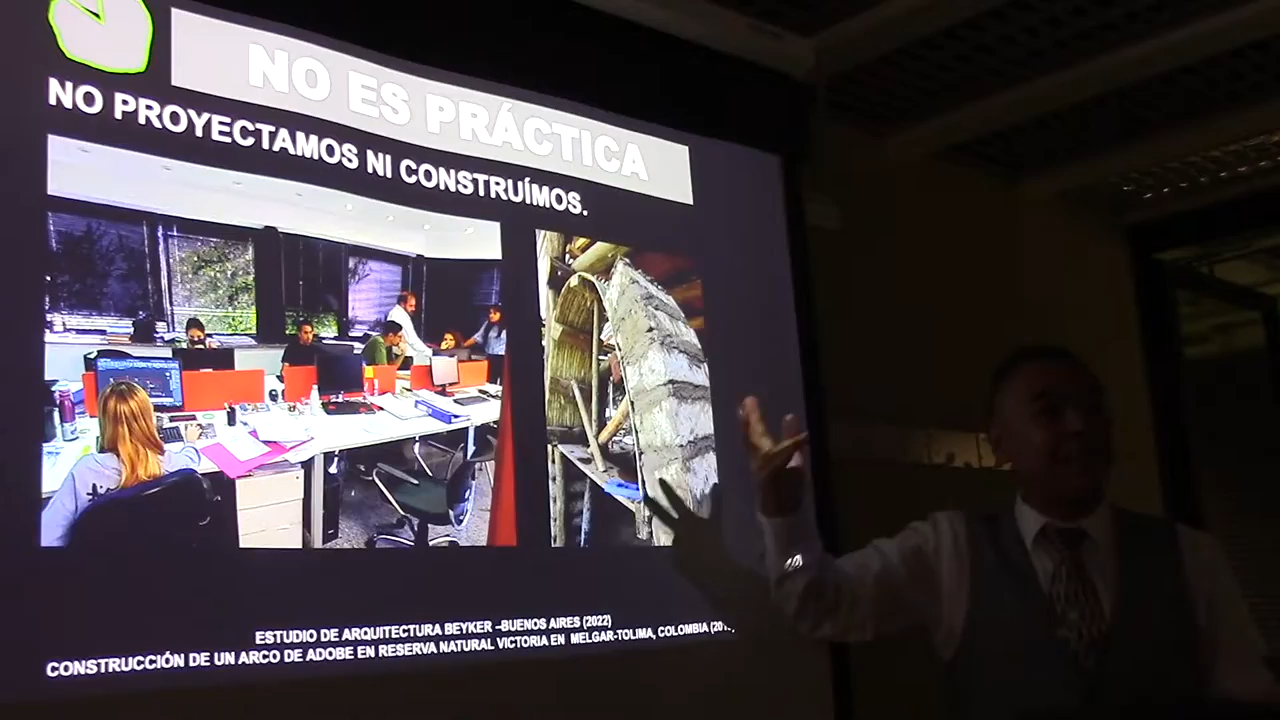 NO ES PRÁCTICA
NO PROYECTAMOS NI CONSTRUÍMOS.
ESTUDIO DE ARQUITECTURA BEYKER –BUENOS AIRES (2022)
CONSTRUCCIÓN DE UN ARCO DE ADOBE EN RESERVA NATURAL VICTORIA EN MELGAR-TOLIMA, COLOMBIA